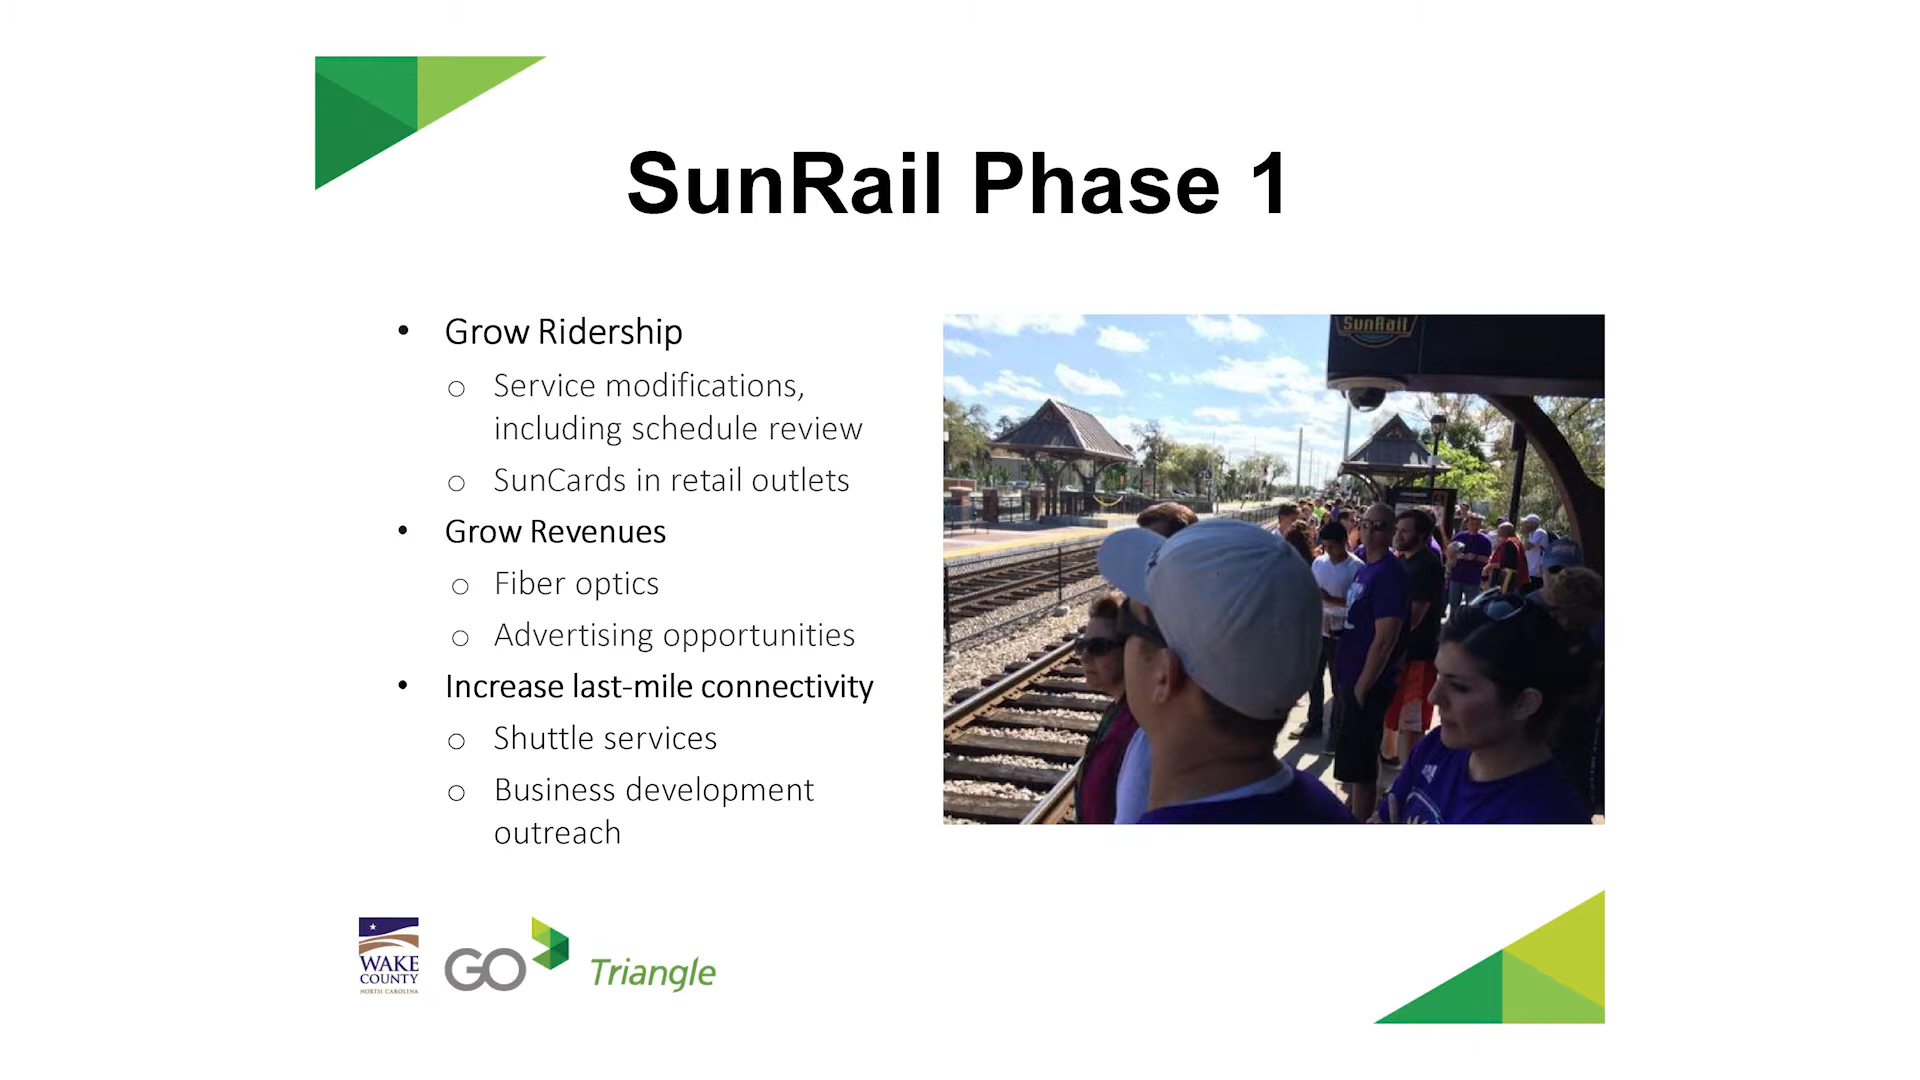 SunRail Phase 1
• Grow Ridership
o Service modifications,
including schedule review
o SunCards in retail outlets
• Grow Revenues
o Fiber optics
o Advertising opportunities
• Increase last-mile connectivity
o Shuttle services
o Business development
outreach
SunRail
WAKE
COUNTY
NORTH CAROLINA
GO
Triangle